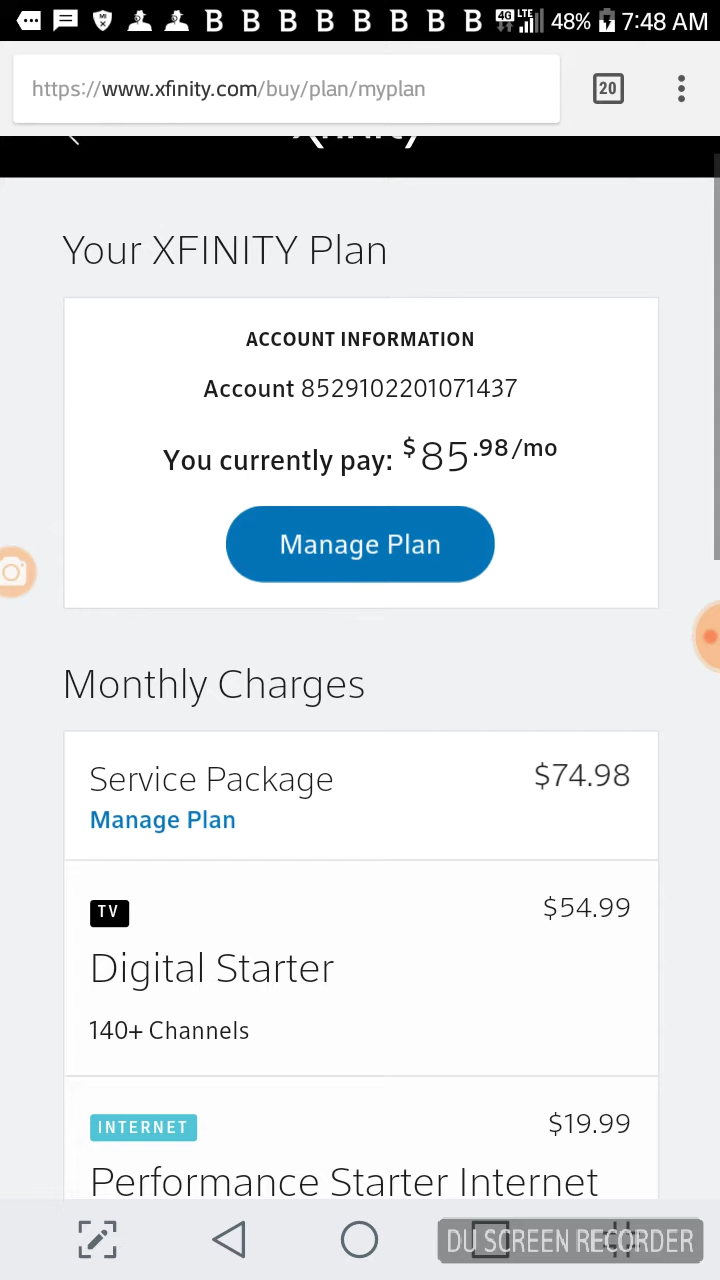 B B B B B B B B 4G LTE 48% 7:48 AM
https://www.xfinity.com/buy/plan/myplan 20
Your XFINITY Plan
ACCOUNT INFORMATION
Account 8529102201071437
You currently pay: $85.98/mo
Manage Plan
Monthly Charges
Service Package $74.98
Manage Plan
TV $54.99
Digital Starter
140+ Channels
INTERNET $19.99
Performance Starter Internet
DU SCREEN RECORDER